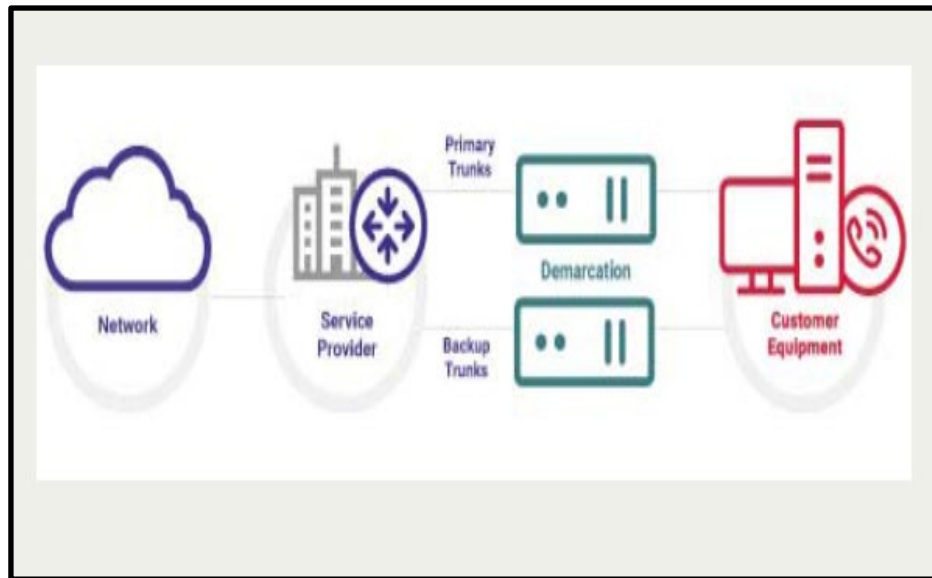 Primary
Trunks
Demarcation
Network
Service
Provider
Backup
Trunks
Customer
Equipment